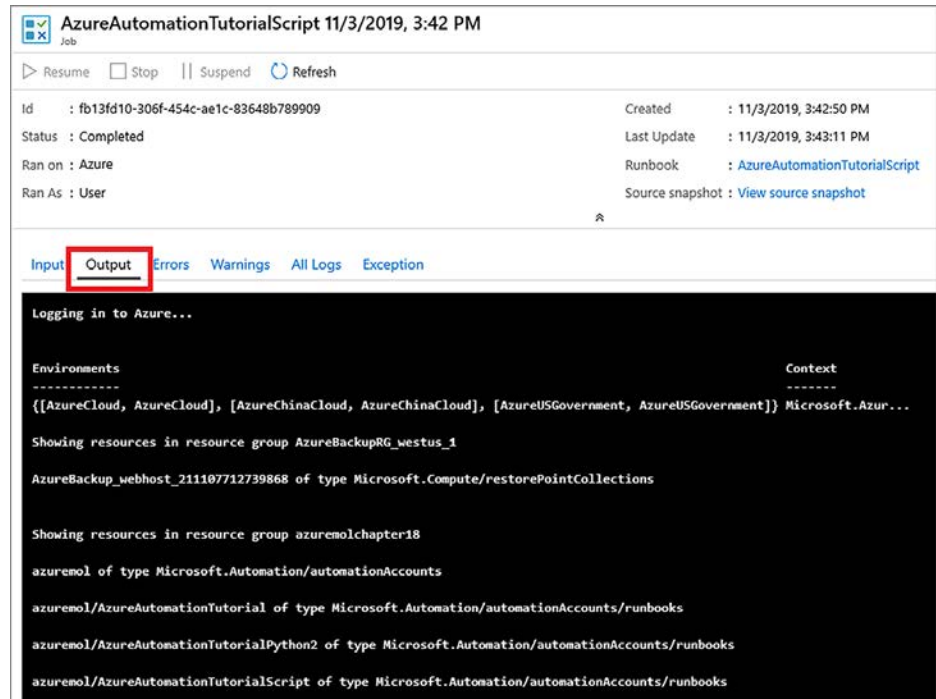 AzureAutomationTutorialScript 11/3/2019, 3:42 PM
Job
Resume Stop Suspend Refresh
Id : fb13fd10-306f-454c-ae1c-83648b789909
Created : 11/3/2019, 3:42:50 PM
Status : Completed
Last Update : 11/3/2019, 3:43:11 PM
Ran on : Azure
Runbook : AzureAutomationTutorialScript
Ran As : User
Source snapshot : View source snapshot
Input Output Errors Warnings All Logs Exception
Logging in to Azure...
Environments Context
------------ -------
{[AzureCloud, AzureCloud], [AzureChinaCloud, AzureChinaCloud], [AzureUSGovernment, AzureUSGovernment]} Microsoft.Azur...
Showing resources in resource group AzureBackupRG_westus_1
AzureBackup_webhost_211107712739868 of type Microsoft.Compute/restorePointCollections
Showing resources in resource group azuremolchapter18
azuremol of type Microsoft.Automation/automationAccounts
azuremol/AzureAutomationTutorial of type Microsoft.Automation/automationAccounts/runbooks
azuremol/AzureAutomationTutorialPython2 of type Microsoft.Automation/automationAccounts/runbooks
azuremol/AzureAutomationTutorialScript of type Microsoft.Automation/automationAccounts/runbooks